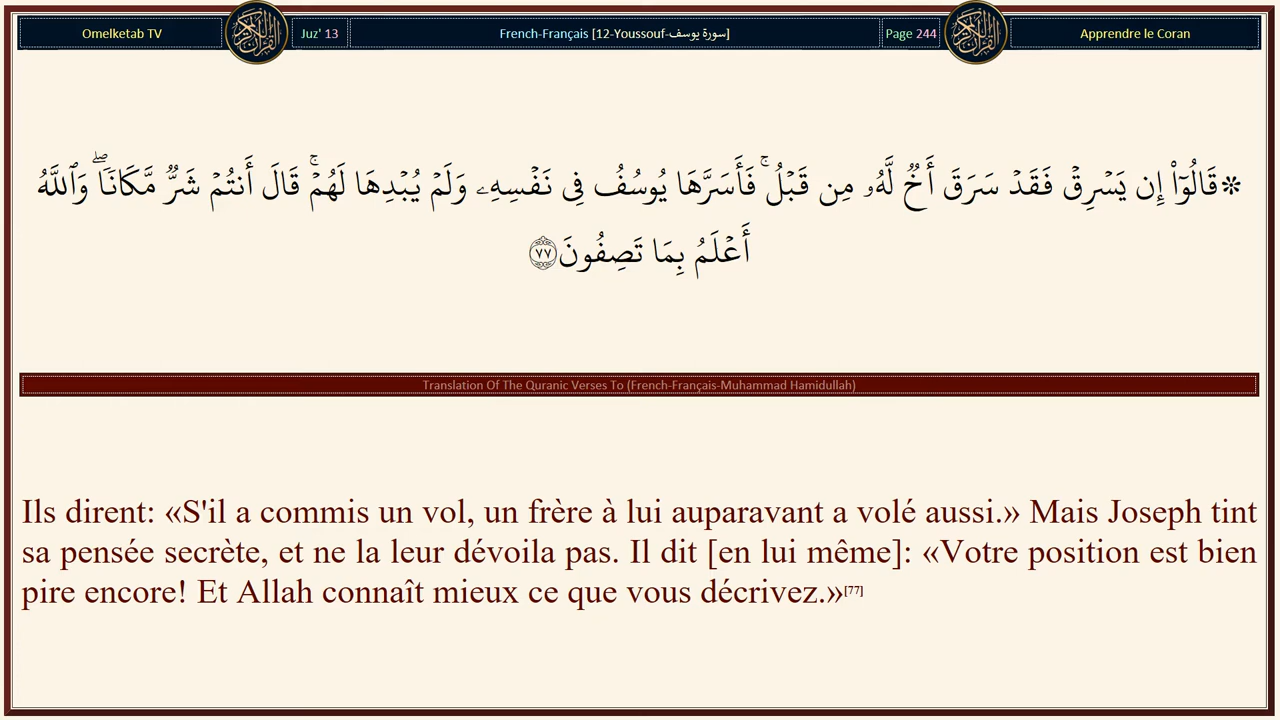 Omelketab TV
Juz' 13
French-Français [12-Youssouf-سورة يوسف]
Page 244
Apprendre le Coran
۞ قَالُوٓاْ إِن يَسۡرِقۡ فَقَدۡ سَرَقَ أَخٞ لَّهُۥ مِن قَبۡلُۚ فَأَسَرَّهَا يُوسُفُ فِي نَفۡسِهِۦ وَلَمۡ يُبۡدِهَا لَهُمۡۚ قَالَ أَنتُمۡ شَرّٞ مَّكَانٗاۖ وَٱللَّهُ
أَعۡلَمُ بِمَا تَصِفُونَ ٧٧
Translation Of The Quranic Verses To (French-Français-Muhammad Hamidullah)
Ils dirent: «S'il a commis un vol, un frère à lui auparavant a volé aussi.» Mais Joseph tint
sa pensée secrète, et ne la leur dévoila pas. Il dit [en lui même]: «Votre position est bien
pire encore! Et Allah connaît mieux ce que vous décrivez.»[77]